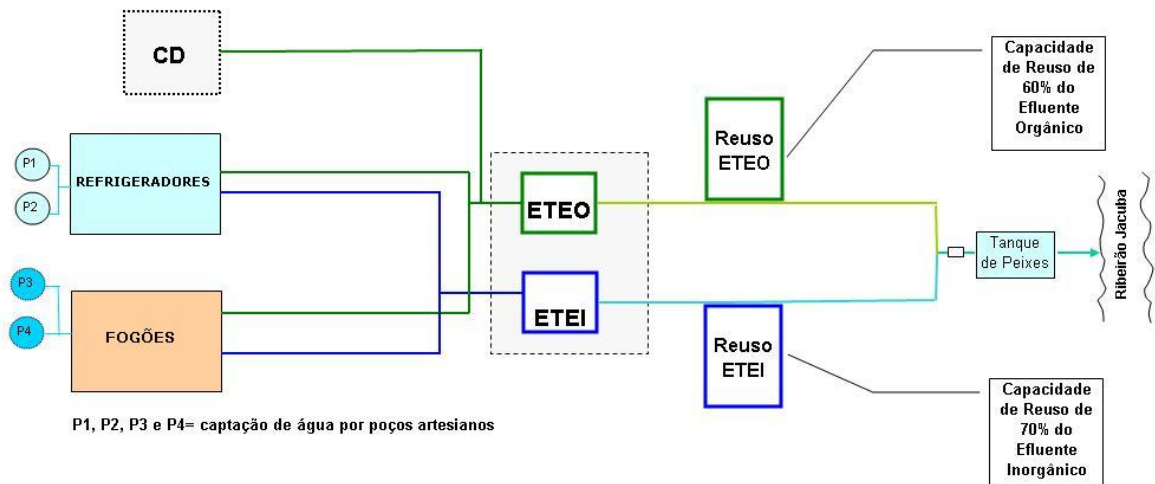 CD
Capacidade
de Reuso de
60% do
Efluente
Orgânico
Reuso
ETEO
P1
P2
REFRIGERADORES
ETEO
Tanque
de Peixes
Ribeirão Jacuba
P3
P4
FOGÕES
ETEI
Reuso
ETEI
Capacidade
de Reuso de
70% do
Efluente
Inorgânico
P1, P2, P3 e P4= captação de água por poços artesianos